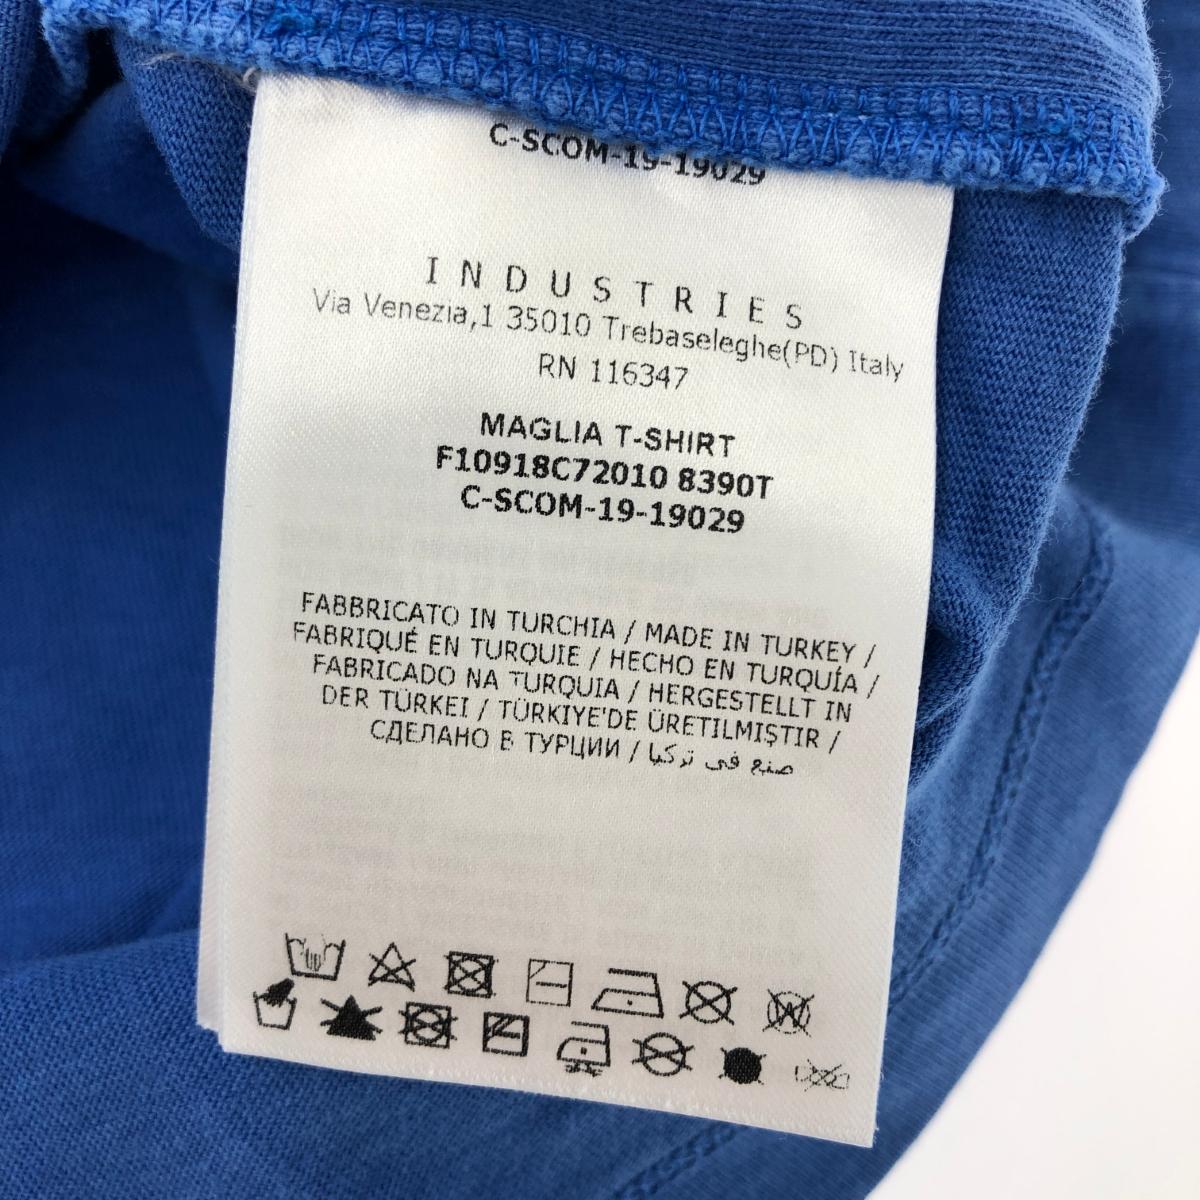 C-SCOM-19-19029
INDUSTRIES
Via Venezia,1 35010 Trebaseleghe(PD) Italy
RN 116347
MAGLIA T-SHIRT
F10918C72010 8390T
C-SCOM-19-19029
FABBRICATO IN TURCHIA / MADE IN TURKEY /
FABRIQUÉ EN TURQUIE / HECHO EN TURQUÍA /
FABRICADO NA TURQUIA / HERGESTELLT IN
DER TÜRKEI / TÜRKIYE'DE ÜRETILMIŞTIR /
СДЕЛАНО В ТУРЦИИ / صنع في تركيا